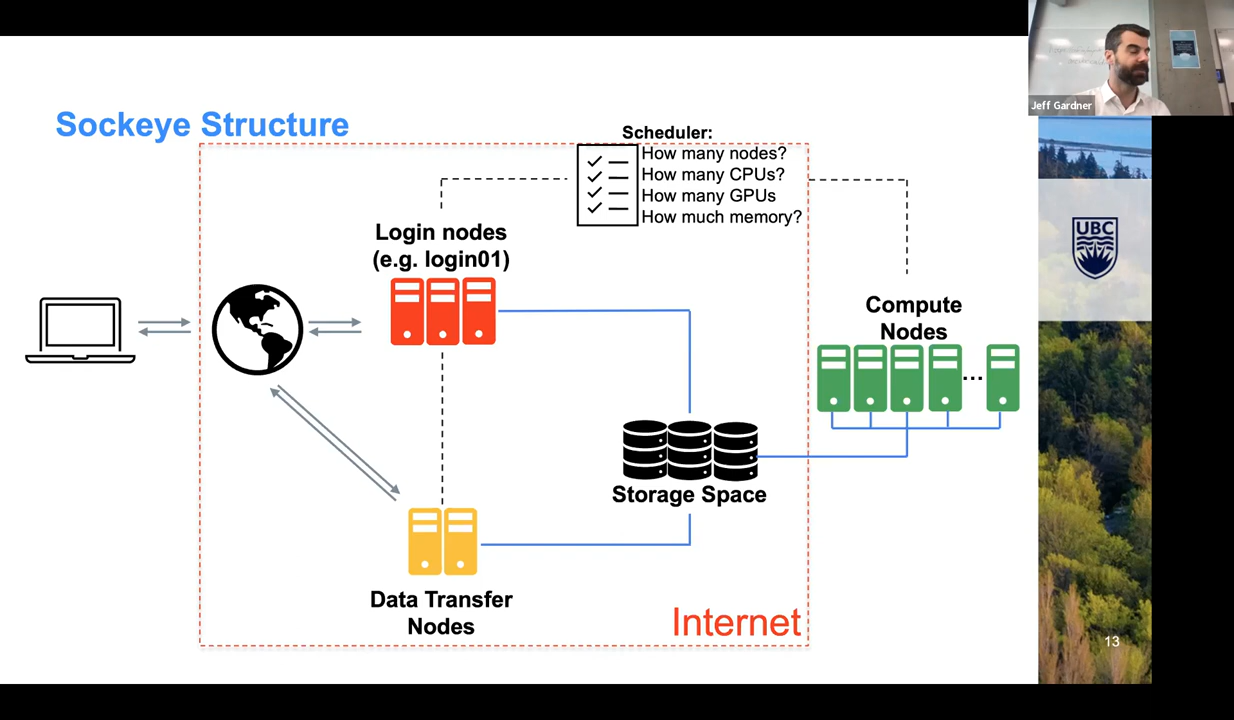 Jeff Gardner
Sockeye Structure
Scheduler:
How many nodes?
How many CPUs?
How many GPUs
How much memory?
Login nodes
(e.g. login01)
UBC
Compute
Nodes
...
Storage Space
Data Transfer
Nodes
Internet
13